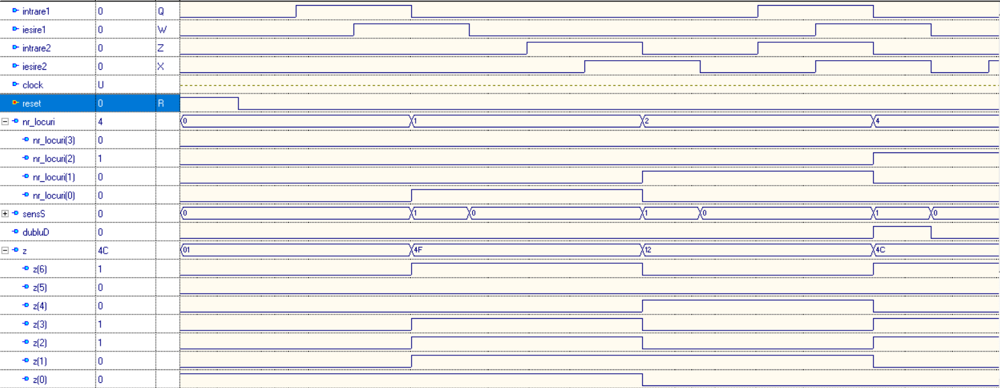 intrare1 0 Q
iesire1 0 W
intrare2 0 Z
iesire2 0 X
clock U
reset 0 R
nr_locuri 4 0 1 2 4
nr_locuri(3) 0
nr_locuri(2) 1
nr_locuri(1) 0
nr_locuri(0) 0
sensS 0 0 1 0 1 0 1 0
dubluD 0
z 4C 01 4F 12 4C
z(6) 1
z(5) 0
z(4) 0
z(3) 1
z(2) 1
z(1) 0
z(0) 0